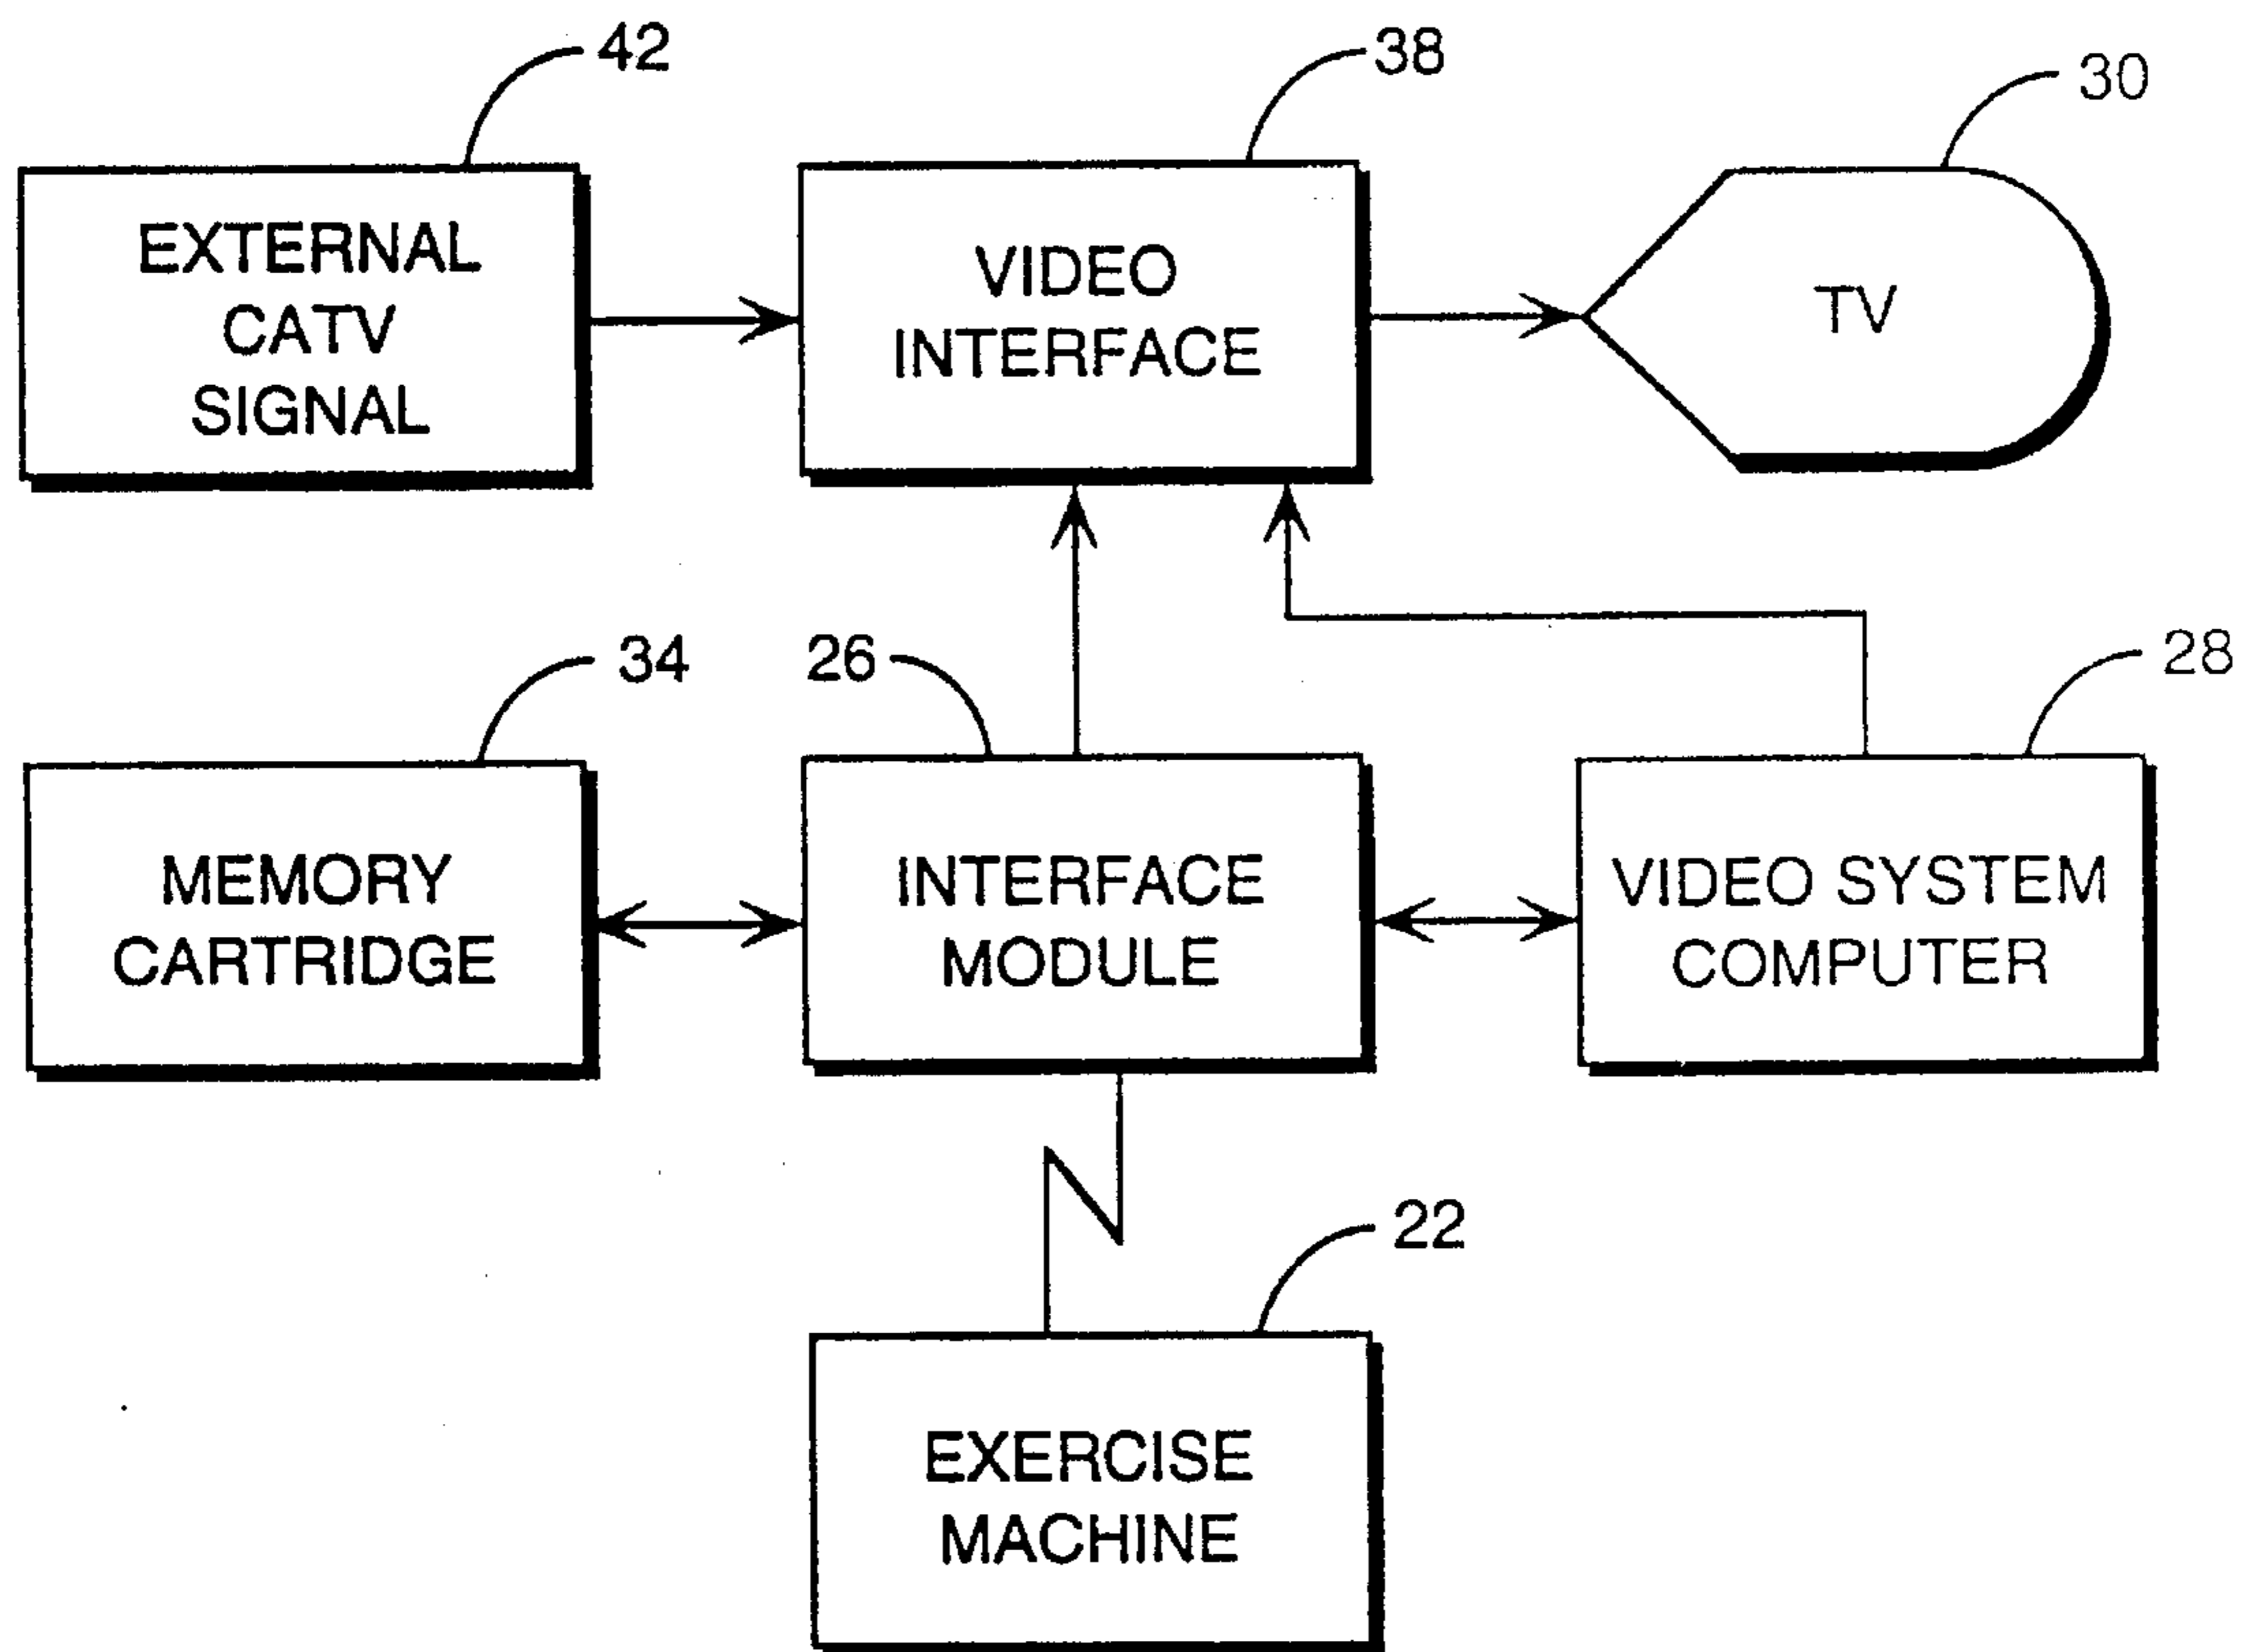 42
38
30
EXTERNAL
CATV
SIGNAL
VIDEO
INTERFACE
TV
34
26
28
MEMORY
CARTRIDGE
INTERFACE
MODULE
VIDEO SYSTEM
COMPUTER
22
EXERCISE
MACHINE